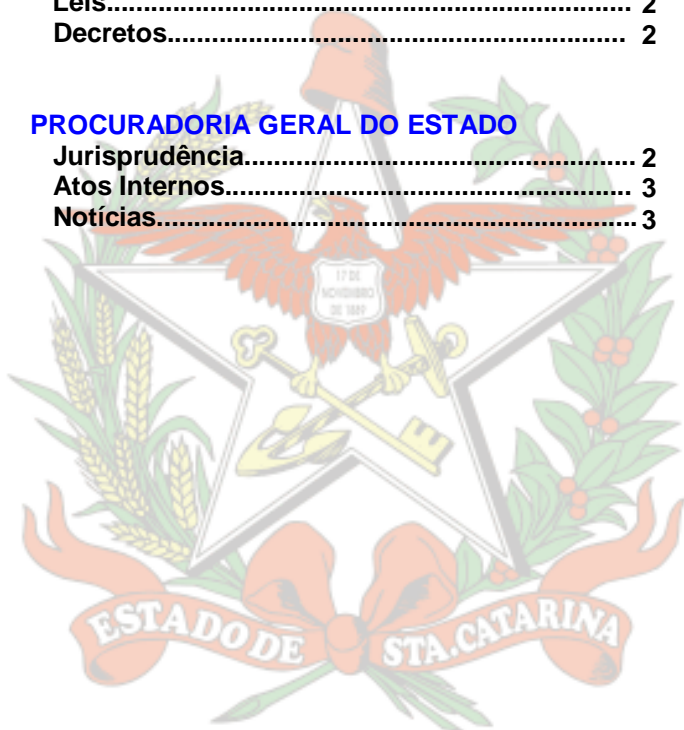 Leis................................................................... 2
Decretos............................................................. 2
PROCURADORIA GERAL DO ESTADO
Jurisprudência.................................................... 2
Atos Internos...................................................... 3
Notícias............................................................... 3
17 DE
NOVEMBRO
DE 1889
ESTADO DE STA.CATARINA